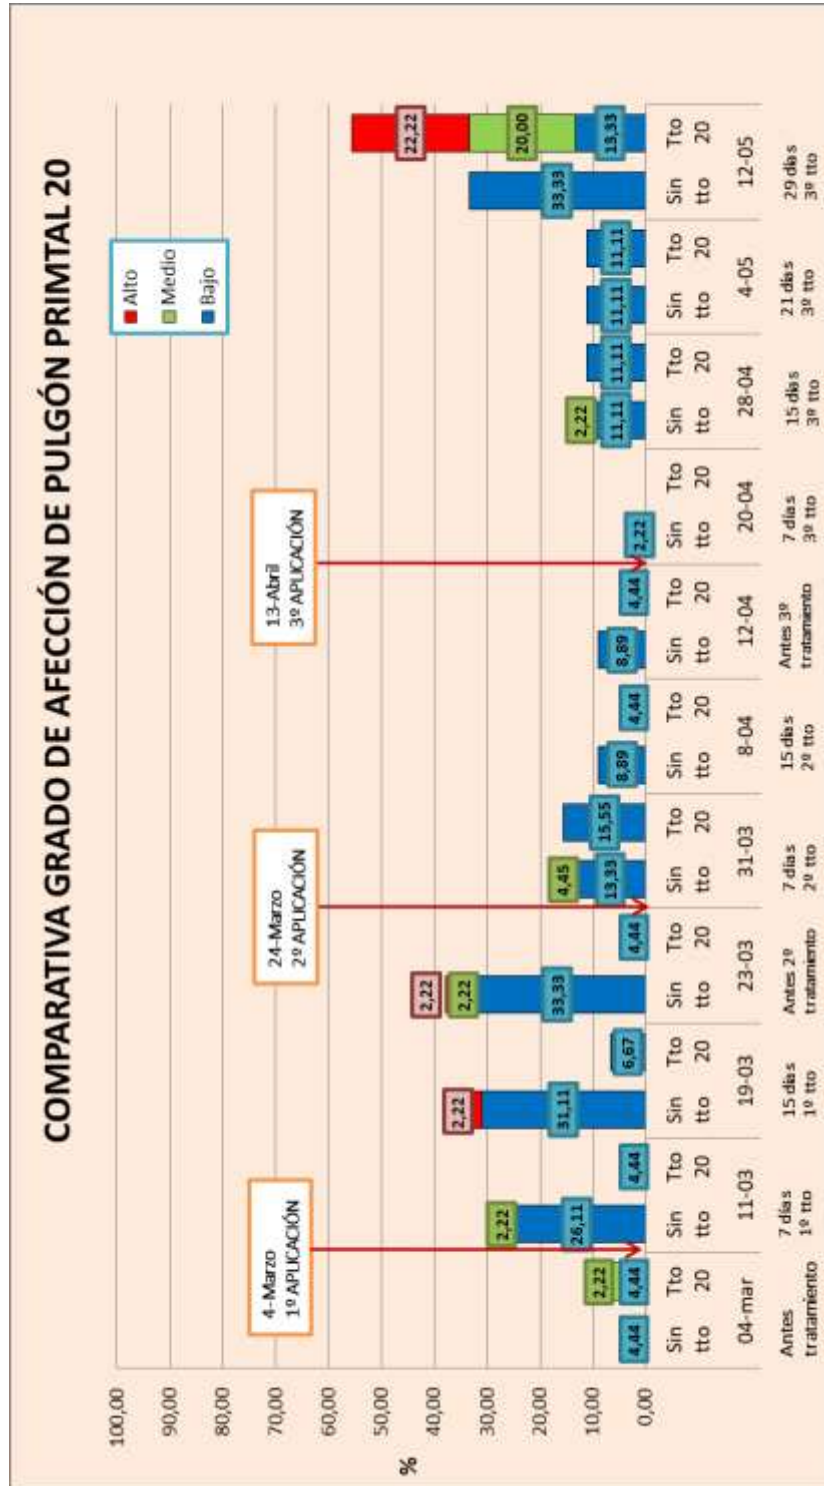 COMPARATIVA GRADO DE AFECCIÓN DE PULGÓN PRIMTAL 20
Alto
Medio
Bajo
4-Marzo
1º APLICACIÓN
24-Marzo
2º APLICACIÓN
13-Abril
3º APLICACIÓN
%
100,00
90,00
80,00
70,00
60,00
50,00
40,00
30,00
20,00
10,00
0,00
4,44
2,22
4,44
2,22
26,11
4,44
2,22
31,11
6,67
2,22
2,22
33,33
4,44
4,45
13,33
15,55
8,89
4,44
8,89
4,44
2,22
2,22
11,11
11,11
11,11
11,11
33,33
22,22
20,00
13,33
Sin tto
Tto 20
Sin tto
Tto 20
Sin tto
Tto 20
Sin tto
Tto 20
Sin tto
Tto 20
Sin tto
Tto 20
Sin tto
Tto 20
Sin tto
Tto 20
Sin tto
Tto 20
Sin tto
Tto 20
Sin tto
Tto 20
04-mar
11-03
19-03
23-03
31-03
8-04
12-04
20-04
28-04
4-05
12-05
Antes
tratamiento
7 días
1º tto
15 días
1º tto
Antes 2º
tratamiento
7 días
2º tto
15 días
2º tto
Antes 3º
tratamiento
7 días
3º tto
15 días
3º tto
21 días
3º tto
29 días
3º tto